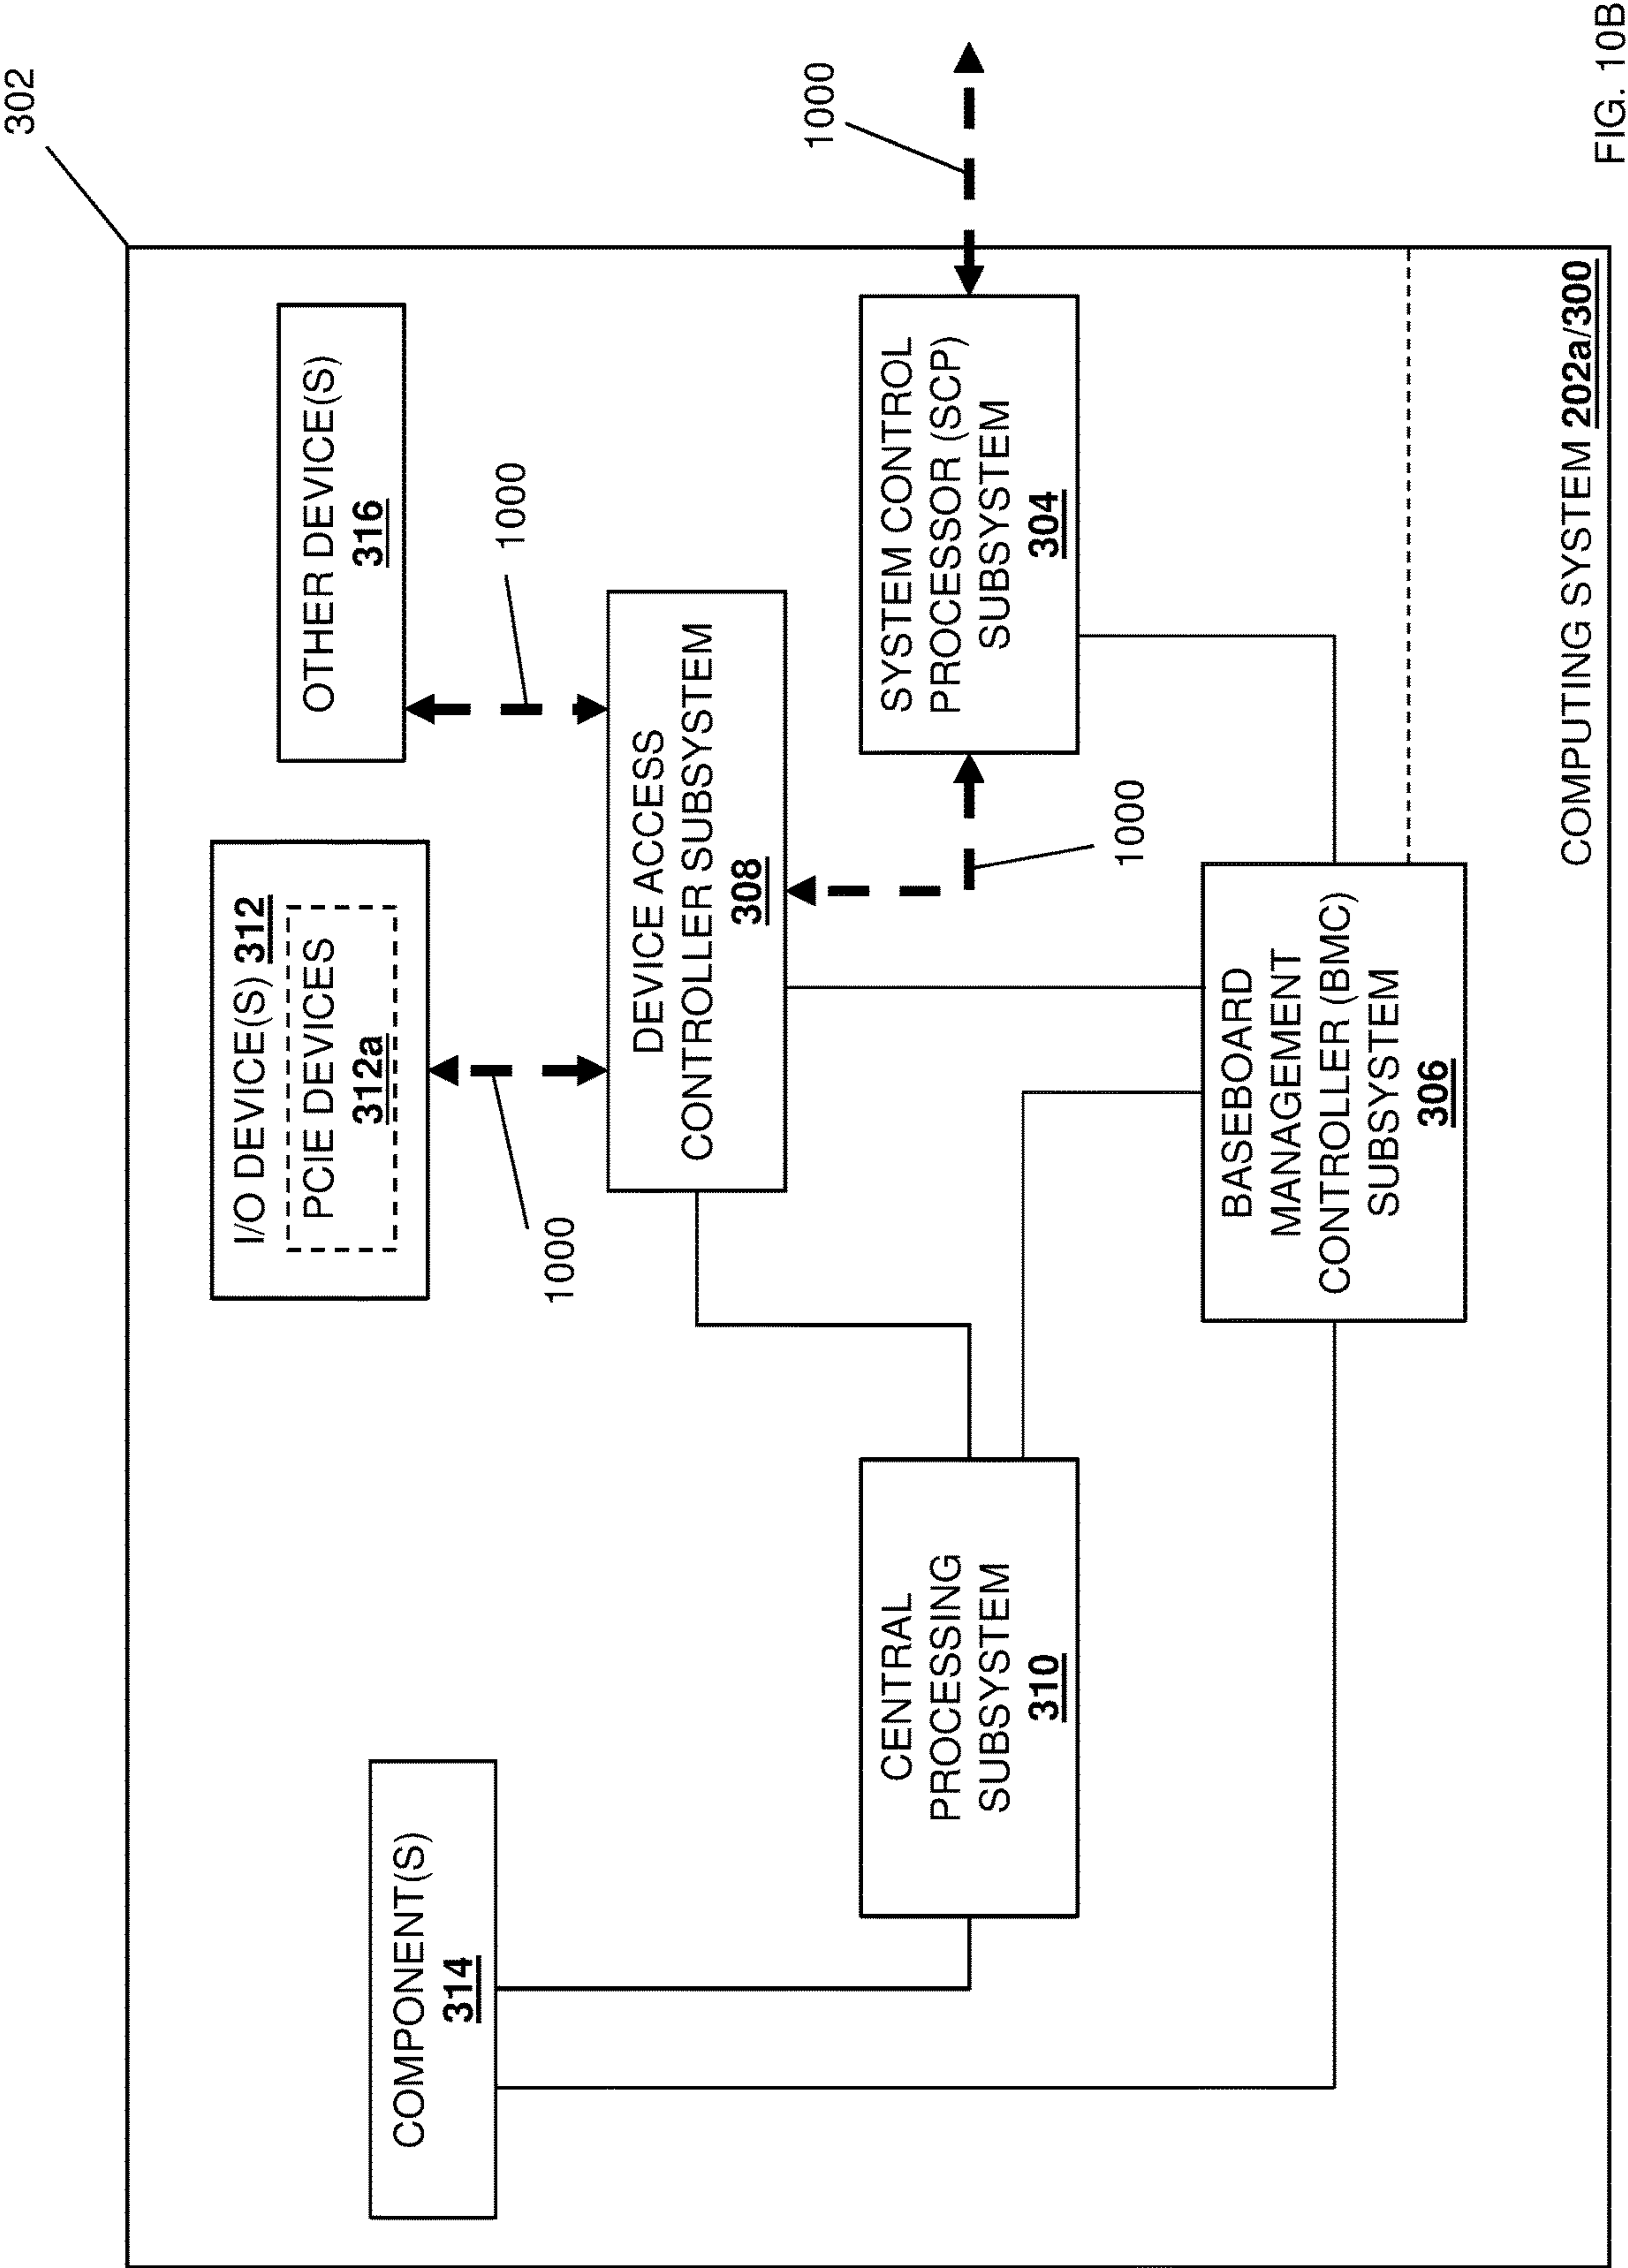 302
COMPONENT(S)
314
I/O DEVICE(S) 312
PCIE DEVICES
312a
OTHER DEVICE(S)
316
1000
1000
DEVICE ACCESS
CONTROLLER SUBSYSTEM
308
1000
CENTRAL
PROCESSING
SUBSYSTEM
310
SYSTEM CONTROL
PROCESSOR (SCP)
SUBSYSTEM
304
1000
BASEBOARD
MANAGEMENT
CONTROLLER (BMC)
SUBSYSTEM
306
COMPUTING SYSTEM 202a/300
FIG. 10B